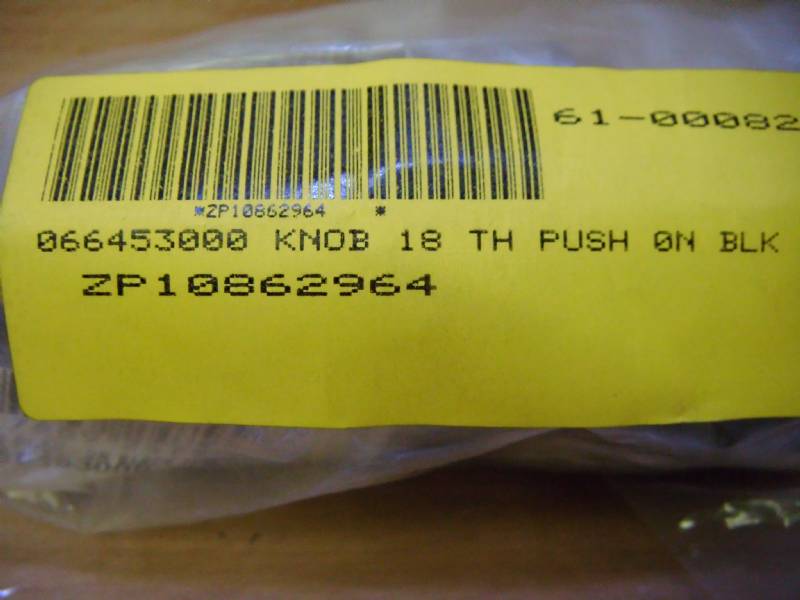 61-00082
*ZP10862964 *
066453000 KNOB 18 TH PUSH 0N BLK
ZP10862964